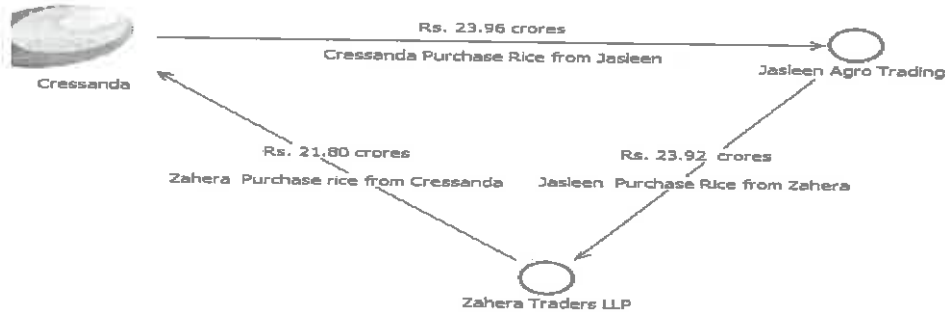 Rs. 23.96 crores
Cressanda Purchase Rice from Jasleen
Cressanda
Jasleen Agro Trading
Rs. 21.80 crores
Rs. 23.92 crores
Zahera Purchase rice from Cressanda
Jasleen Purchase Rice from Zahera
Zahera Traders LLP